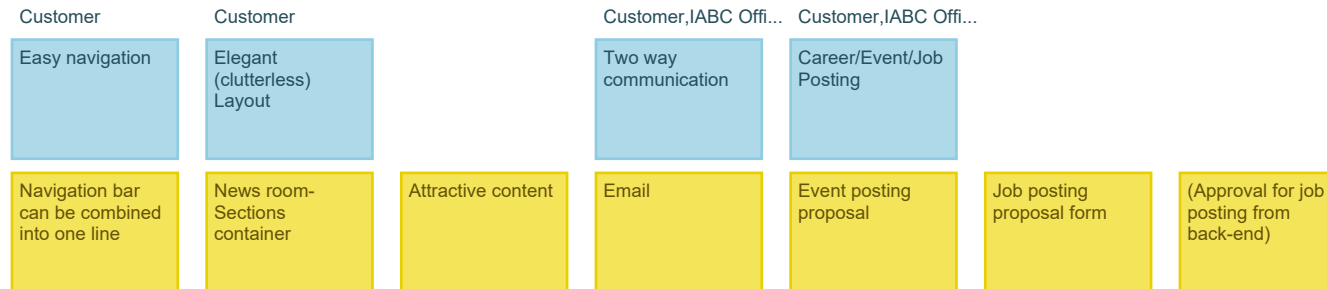 Customer
Customer
Customer,IABC Offi...
Customer,IABC Offi...
Easy navigation
Elegant
(clutterless)
Layout
Two way
communication
Career/Event/Job
Posting
Navigation bar
can be combined
into one line
News room-
Sections
container
Attractive content
Email
Event posting
proposal
Job posting
proposal form
(Approval for job
posting from
back-end)